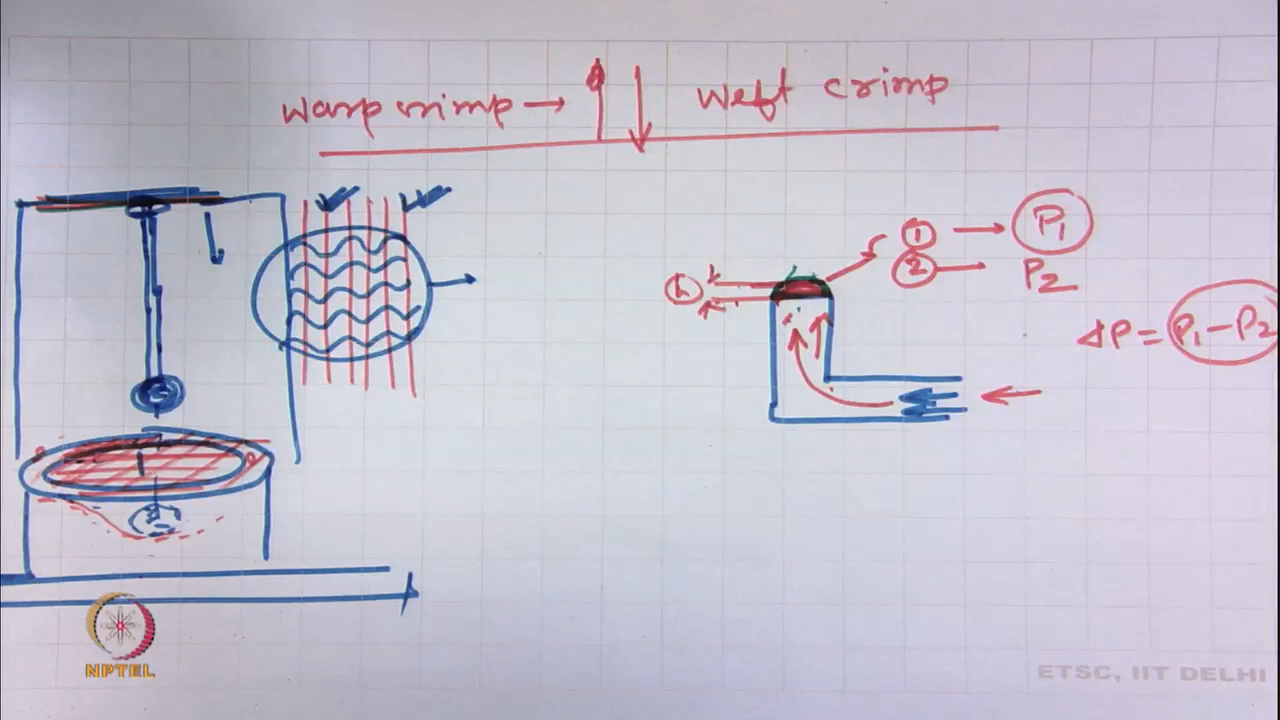 warp crimp → ↑ ↓ weft crimp
① → P₁
② → P₂
h
ΔP = P₁ - P₂
NPTEL
ETSC, IIT DELHI